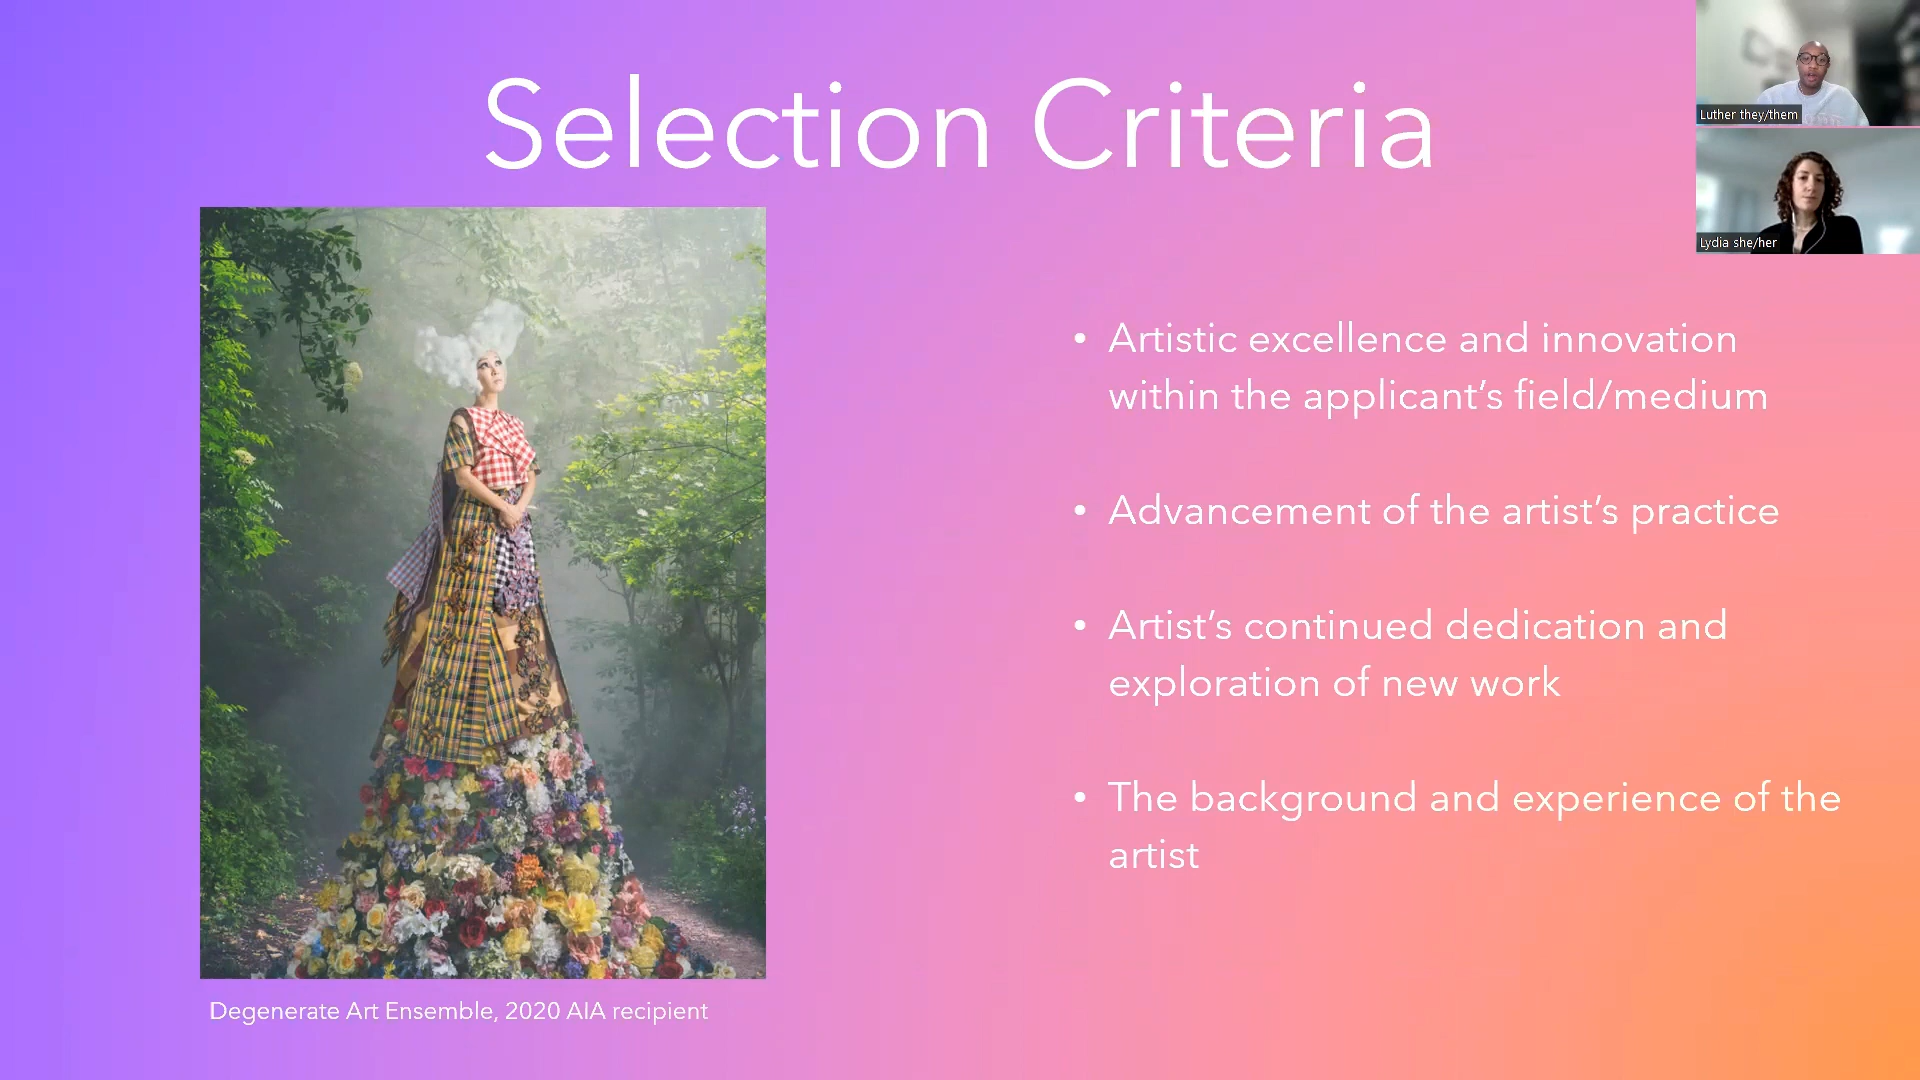 Selection Criteria
Luther they/them
Lydia she/her
• Artistic excellence and innovation
within the applicant’s field/medium
• Advancement of the artist’s practice
• Artist’s continued dedication and
exploration of new work
• The background and experience of the
artist
Degenerate Art Ensemble, 2020 AIA recipient